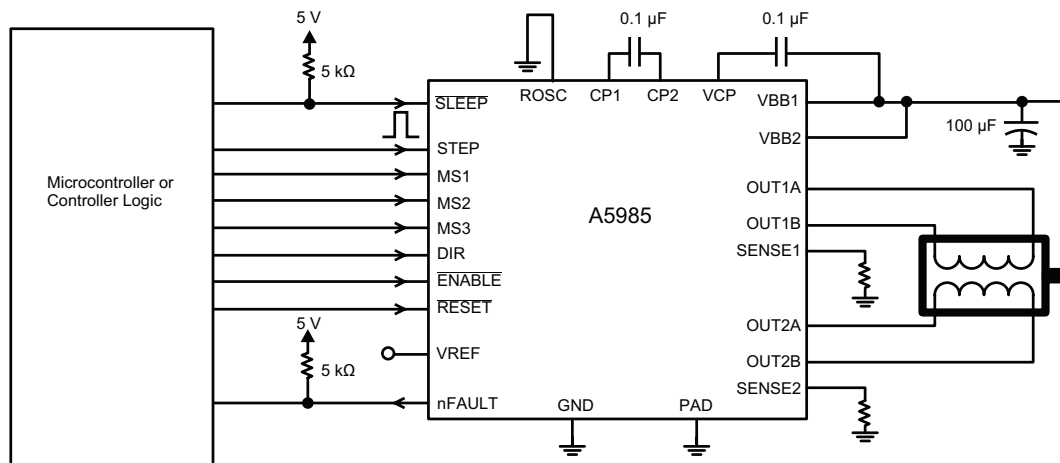 5 V
0.1 µF
0.1 µF
5 kΩ
SLEEP
ROSC
CP1
CP2
VCP
VBB1
100 µF
VBB2
STEP
MS1
Microcontroller or
Controller Logic
OUT1A
MS2
A5985
OUT1B
MS3
DIR
SENSE1
ENABLE
RESET
5 V
OUT2A
VREF
5 kΩ
OUT2B
SENSE2
nFAULT
GND
PAD